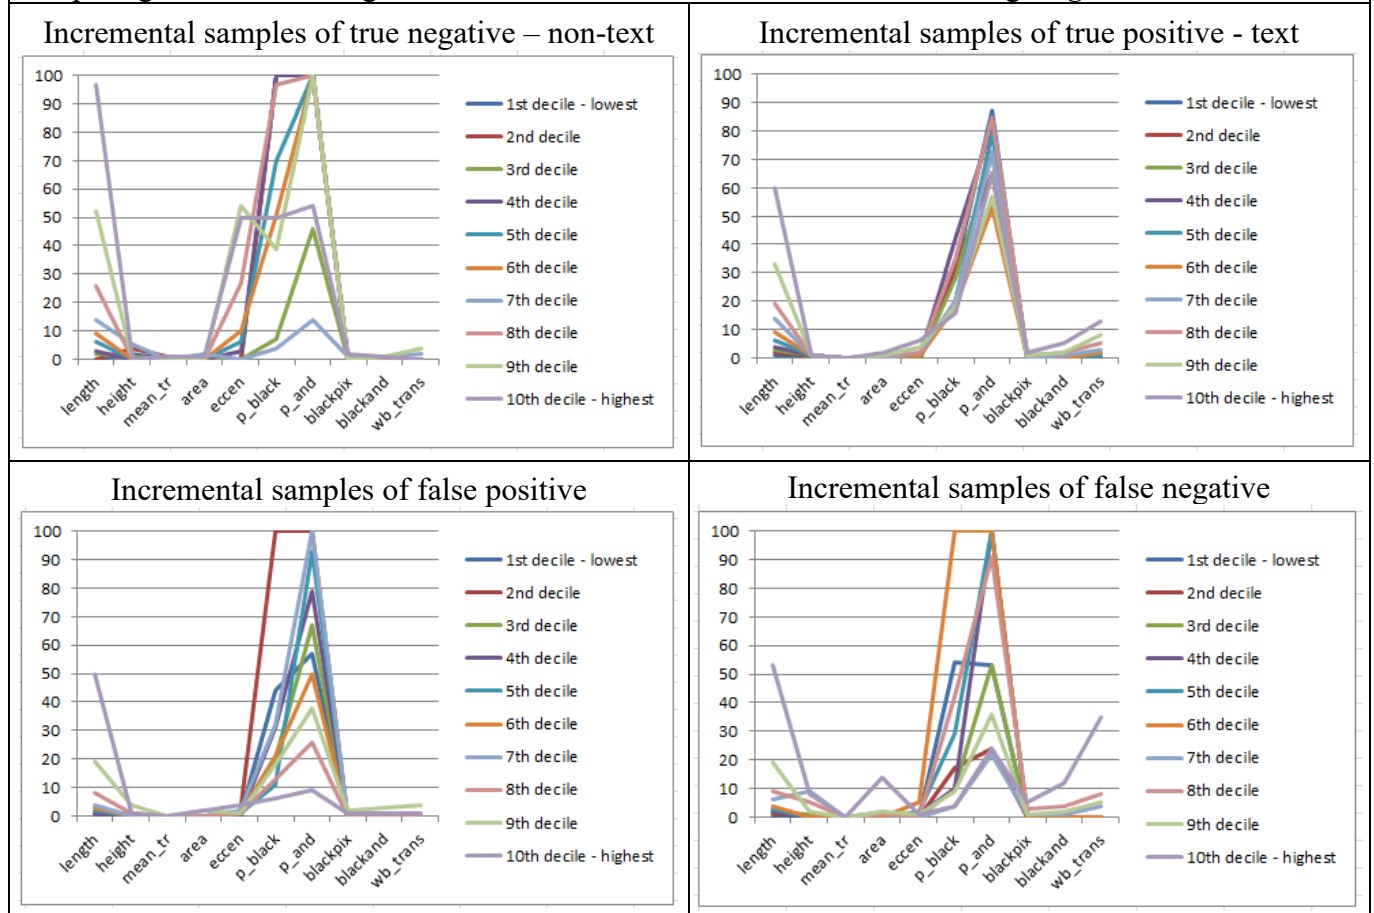 Incremental samples of true negative – non-text
100
90
80
70
60
50
40
30
20
10
0
length
height
mean_tr
area
eccen
p_black
p_and
blackpix
blackand
wb_trans
1st decile - lowest
2nd decile
3rd decile
4th decile
5th decile
6th decile
7th decile
8th decile
9th decile
10th decile - highest
Incremental samples of true positive - text
100
90
80
70
60
50
40
30
20
10
0
length
height
mean_tr
area
eccen
p_black
p_and
blackpix
blackand
wb_trans
1st decile - lowest
2nd decile
3rd decile
4th decile
5th decile
6th decile
7th decile
8th decile
9th decile
10th decile - highest
Incremental samples of false positive
100
90
80
70
60
50
40
30
20
10
0
length
height
mean_tr
area
eccen
p_black
p_and
blackpix
blackand
wb_trans
1st decile - lowest
2nd decile
3rd decile
4th decile
5th decile
6th decile
7th decile
8th decile
9th decile
10th decile - highest
Incremental samples of false negative
100
90
80
70
60
50
40
30
20
10
0
length
height
mean_tr
area
eccen
p_black
p_and
blackpix
blackand
wb_trans
1st decile - lowest
2nd decile
3rd decile
4th decile
5th decile
6th decile
7th decile
8th decile
9th decile
10th decile - highest